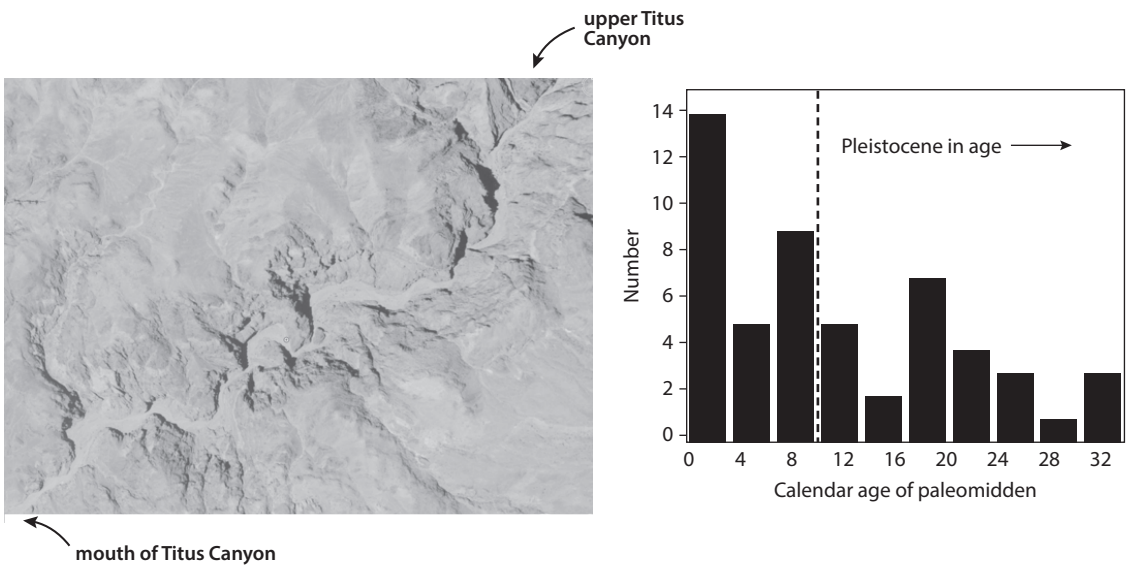 upper Titus
Canyon
mouth of Titus Canyon
Number
14
12
10
8
6
4
2
0
Pleistocene in age
0 4 8 12 16 20 24 28 32
Calendar age of paleomidden